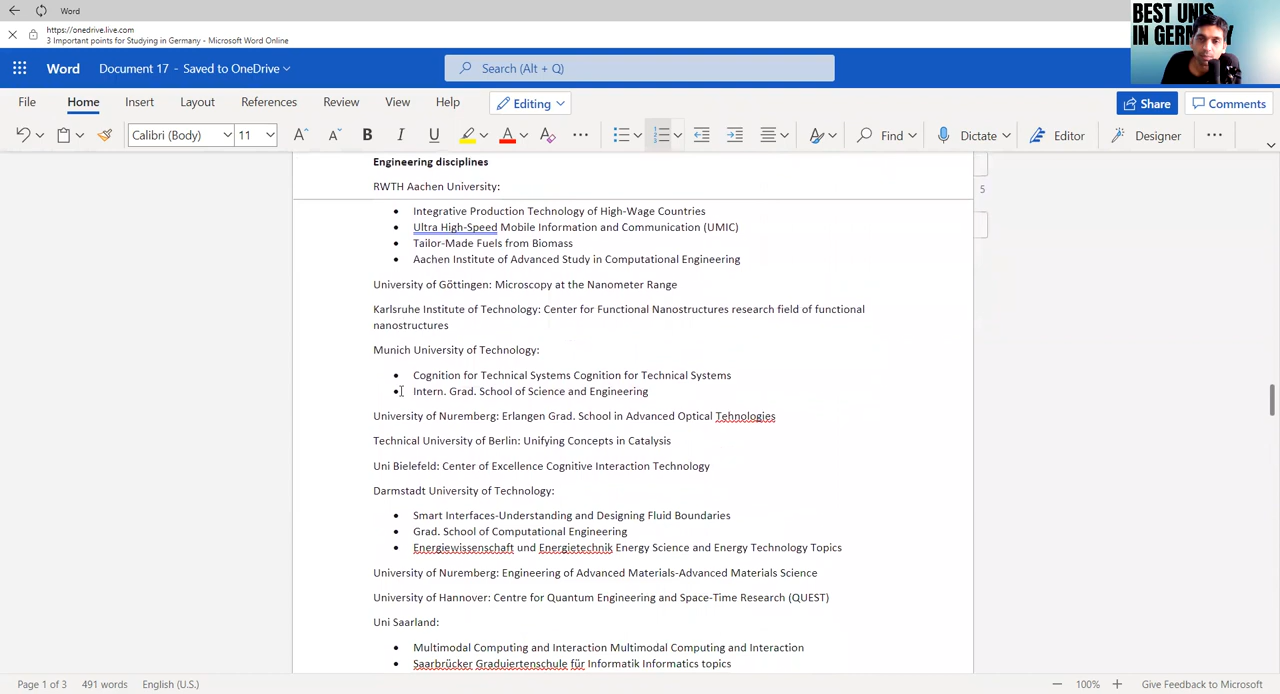 Word
https://onedrive.live.com
3 Important points for Studying in Germany - Microsoft Word Online
BEST UNIS
IN GERMANY
Word Document 17 - Saved to OneDrive Search (Alt + Q)
File Home Insert Layout References Review View Help Editing Share Comments
Calibri (Body) 11 B I U A Find Dictate Editor Designer
Engineering disciplines
RWTH Aachen University:
5
• Integrative Production Technology of High-Wage Countries
• Ultra High-Speed Mobile Information and Communication (UMIC)
• Tailor-Made Fuels from Biomass
• Aachen Institute of Advanced Study in Computational Engineering
University of Göttingen: Microscopy at the Nanometer Range
Karlsruhe Institute of Technology: Center for Functional Nanostructures research field of functional
nanostructures
Munich University of Technology:
• Cognition for Technical Systems Cognition for Technical Systems
• Intern. Grad. School of Science and Engineering
University of Nuremberg: Erlangen Grad. School in Advanced Optical Tehnologies
Technical University of Berlin: Unifying Concepts in Catalysis
Uni Bielefeld: Center of Excellence Cognitive Interaction Technology
Darmstadt University of Technology:
• Smart Interfaces-Understanding and Designing Fluid Boundaries
• Grad. School of Computational Engineering
• Energiewissenschaft und Energietechnik Energy Science and Energy Technology Topics
University of Nuremberg: Engineering of Advanced Materials-Advanced Materials Science
University of Hannover: Centre for Quantum Engineering and Space-Time Research (QUEST)
Uni Saarland:
• Multimodal Computing and Interaction Multimodal Computing and Interaction
• Saarbrücker Graduiertenschule für Informatik Informatics topics
Page 1 of 3 491 words English (U.S.) 100% Give Feedback to Microsoft